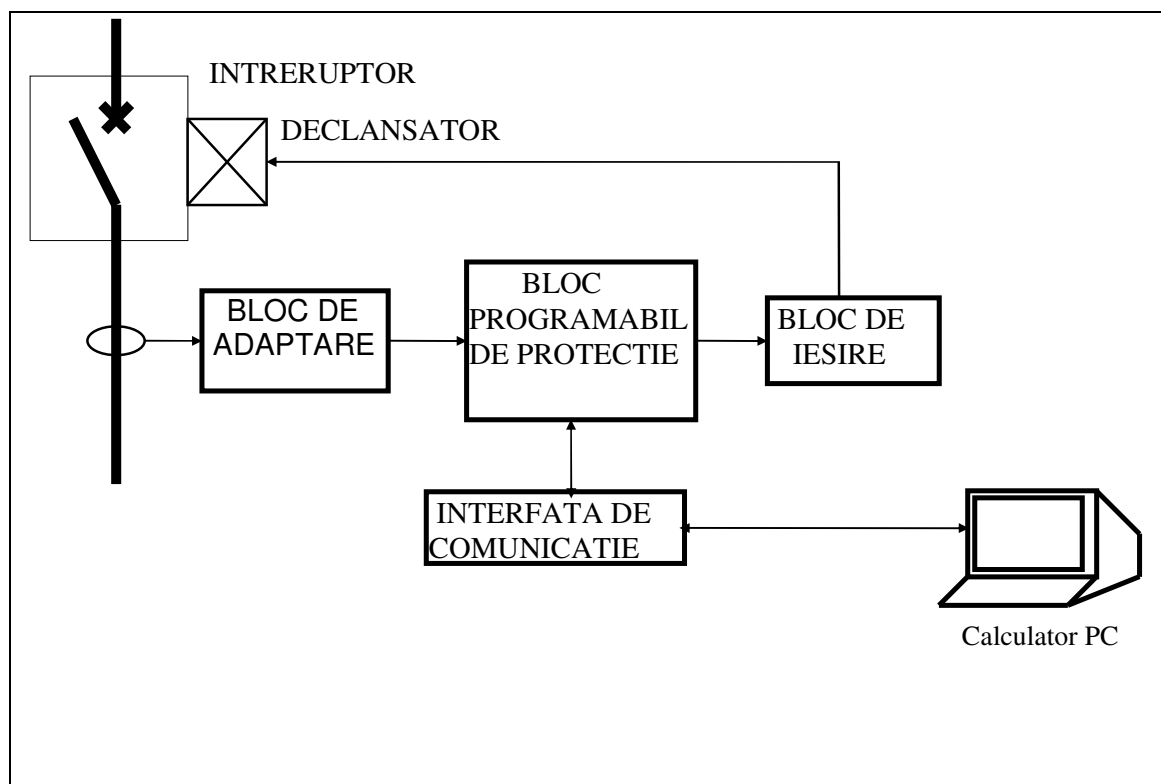 INTRERUPTOR
DECLANSATOR
BLOC DE
ADAPTARE
BLOC
PROGRAMABIL
DE PROTECTIE
BLOC DE
IESIRE
INTERFATA DE
COMUNICATIE
Calculator PC